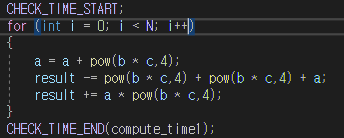 CHECK_TIME_START;
for (int i = 0; i < N; i++)
{
a = a + pow(b * c,4);
result -= pow(b * c,4) + pow(b * c,4) + a;
result += a * pow(b * c,4);
}
CHECK_TIME_END(compute_time1);